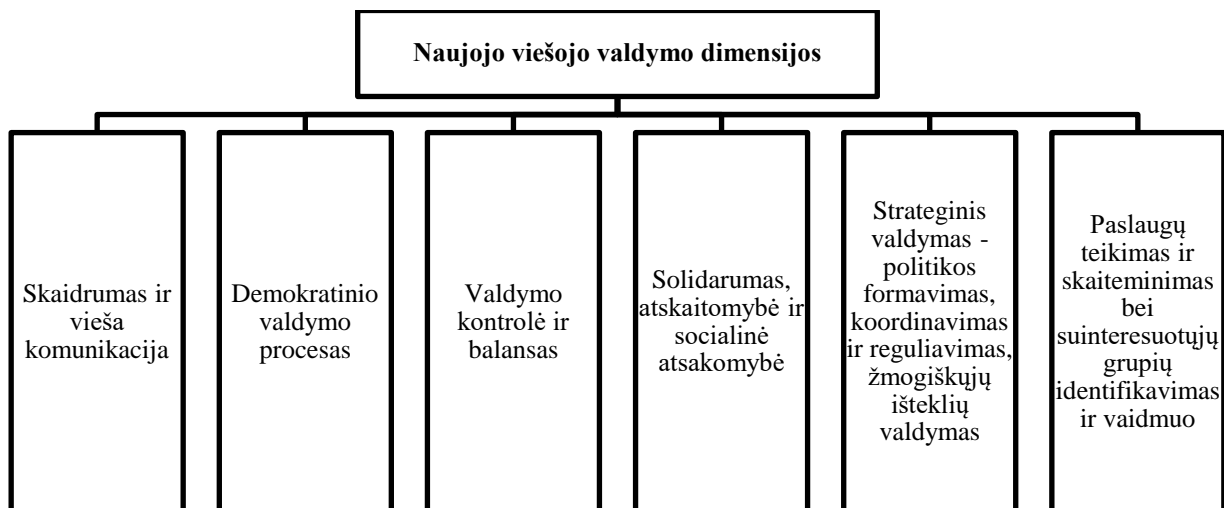 Naujojo viešojo valdymo dimensijos
Skaidrumas ir
vieša
komunikacija
Demokratinio
valdymo
procesas
Valdymo
kontrolė ir
balansas
Solidarumas,
atskaitomybė ir
socialinė
atsakomybė
Strateginis
valdymas -
politikos
formavimas,
koordinavimas
ir reguliavimas,
žmogiškųjų
išteklių
valdymas
Paslaugų
teikimas ir
skaiteminimas
bei
suinteresuotųjų
grupių
identifikavimas
ir vaidmuo